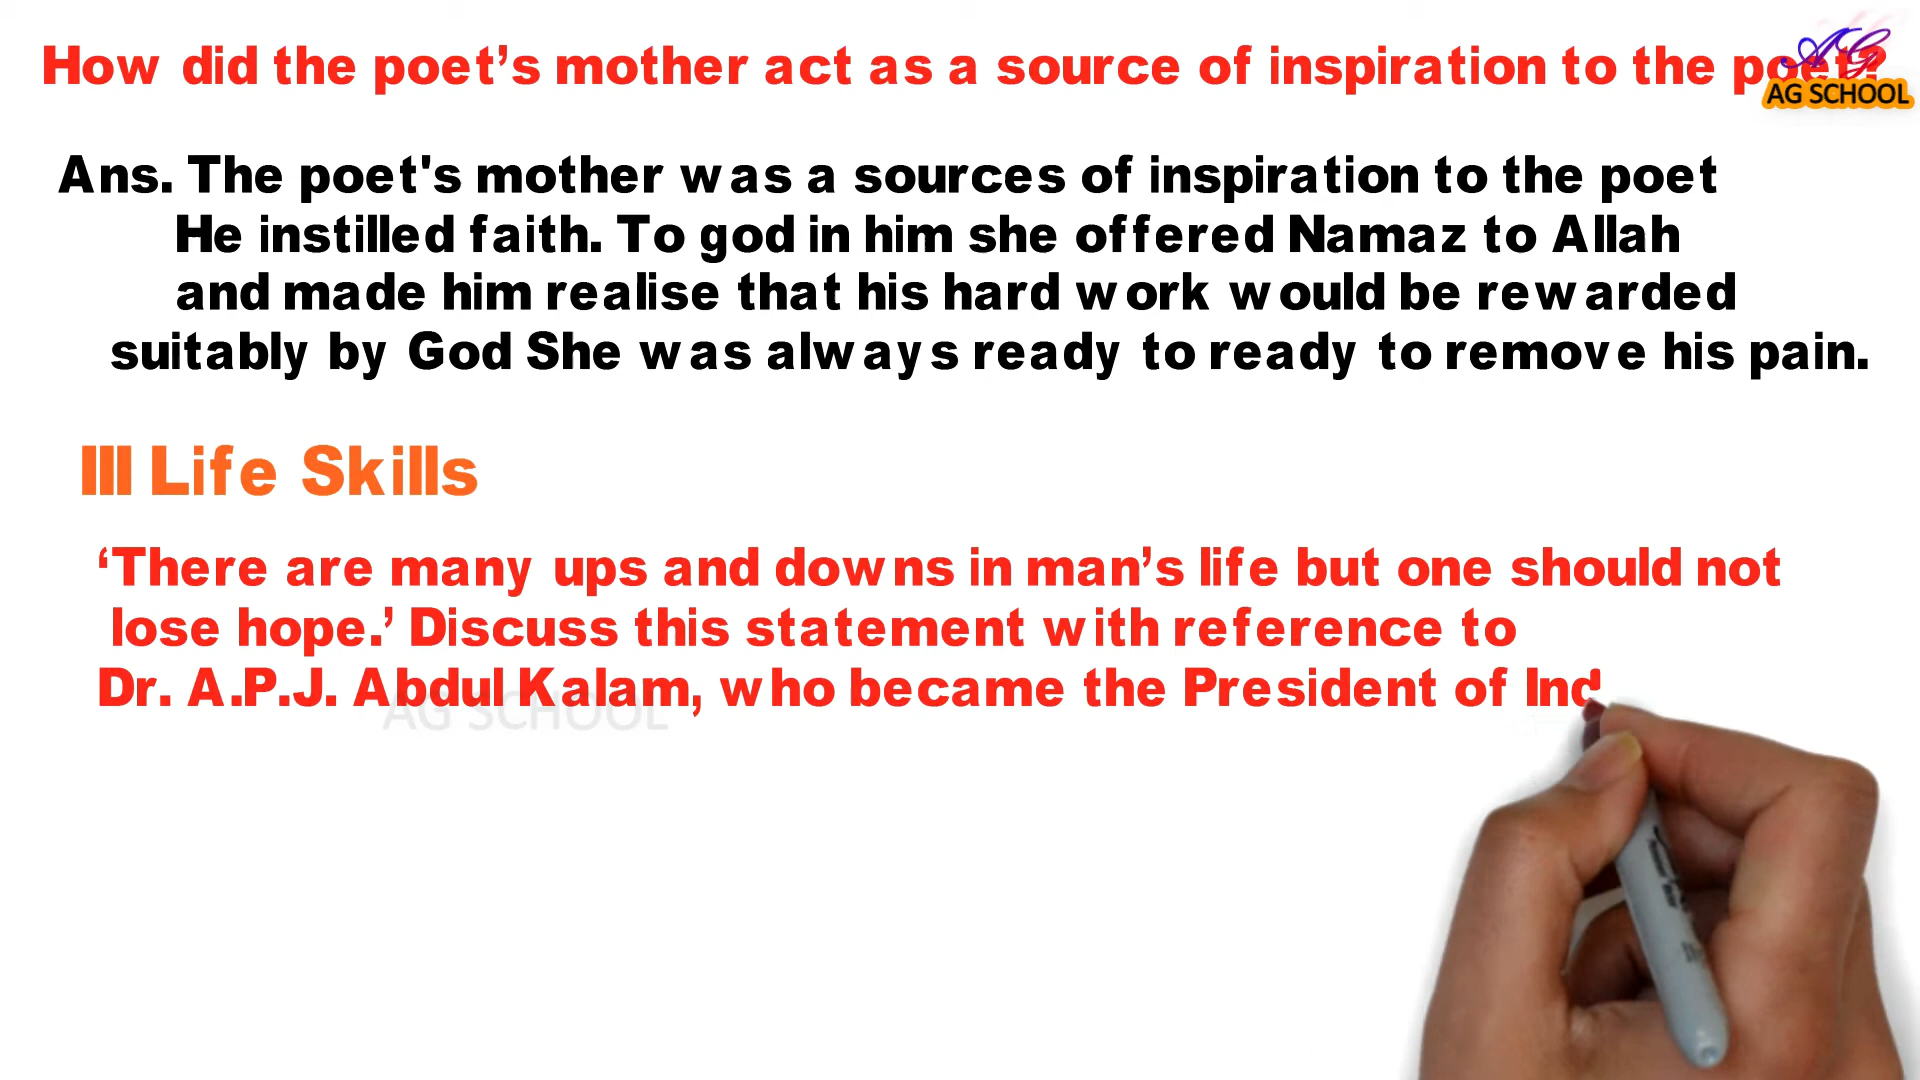 How did the poet’s mother act as a source of inspiration to the poet?
AG
AG SCHOOL
Ans. The poet's mother was a sources of inspiration to the poet
He instilled faith. To god in him she offered Namaz to Allah
and made him realise that his hard work would be rewarded
suitably by God She was always ready to ready to remove his pain.
III Life Skills
‘There are many ups and downs in man’s life but one should not
lose hope.’ Discuss this statement with reference to
Dr. A.P.J. Abdul Kalam, who became the President of Ind
AG SCHOOL